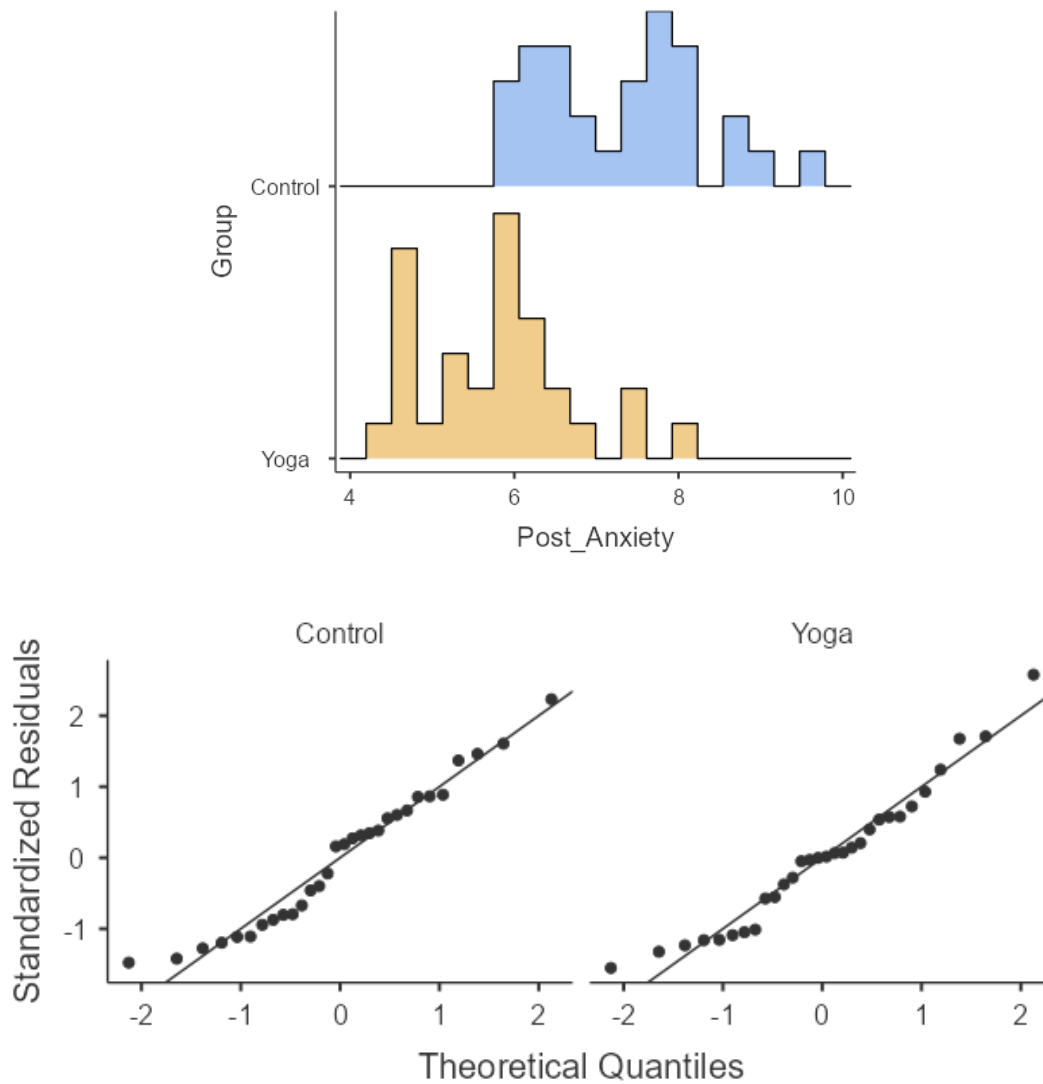 Control
Group
Yoga
4 6 8 10
Post_Anxiety
Control Yoga
Standardized Residuals
2
1
0
-1
-2 -1 0 1 2 -2 -1 0 1 2
Theoretical Quantiles